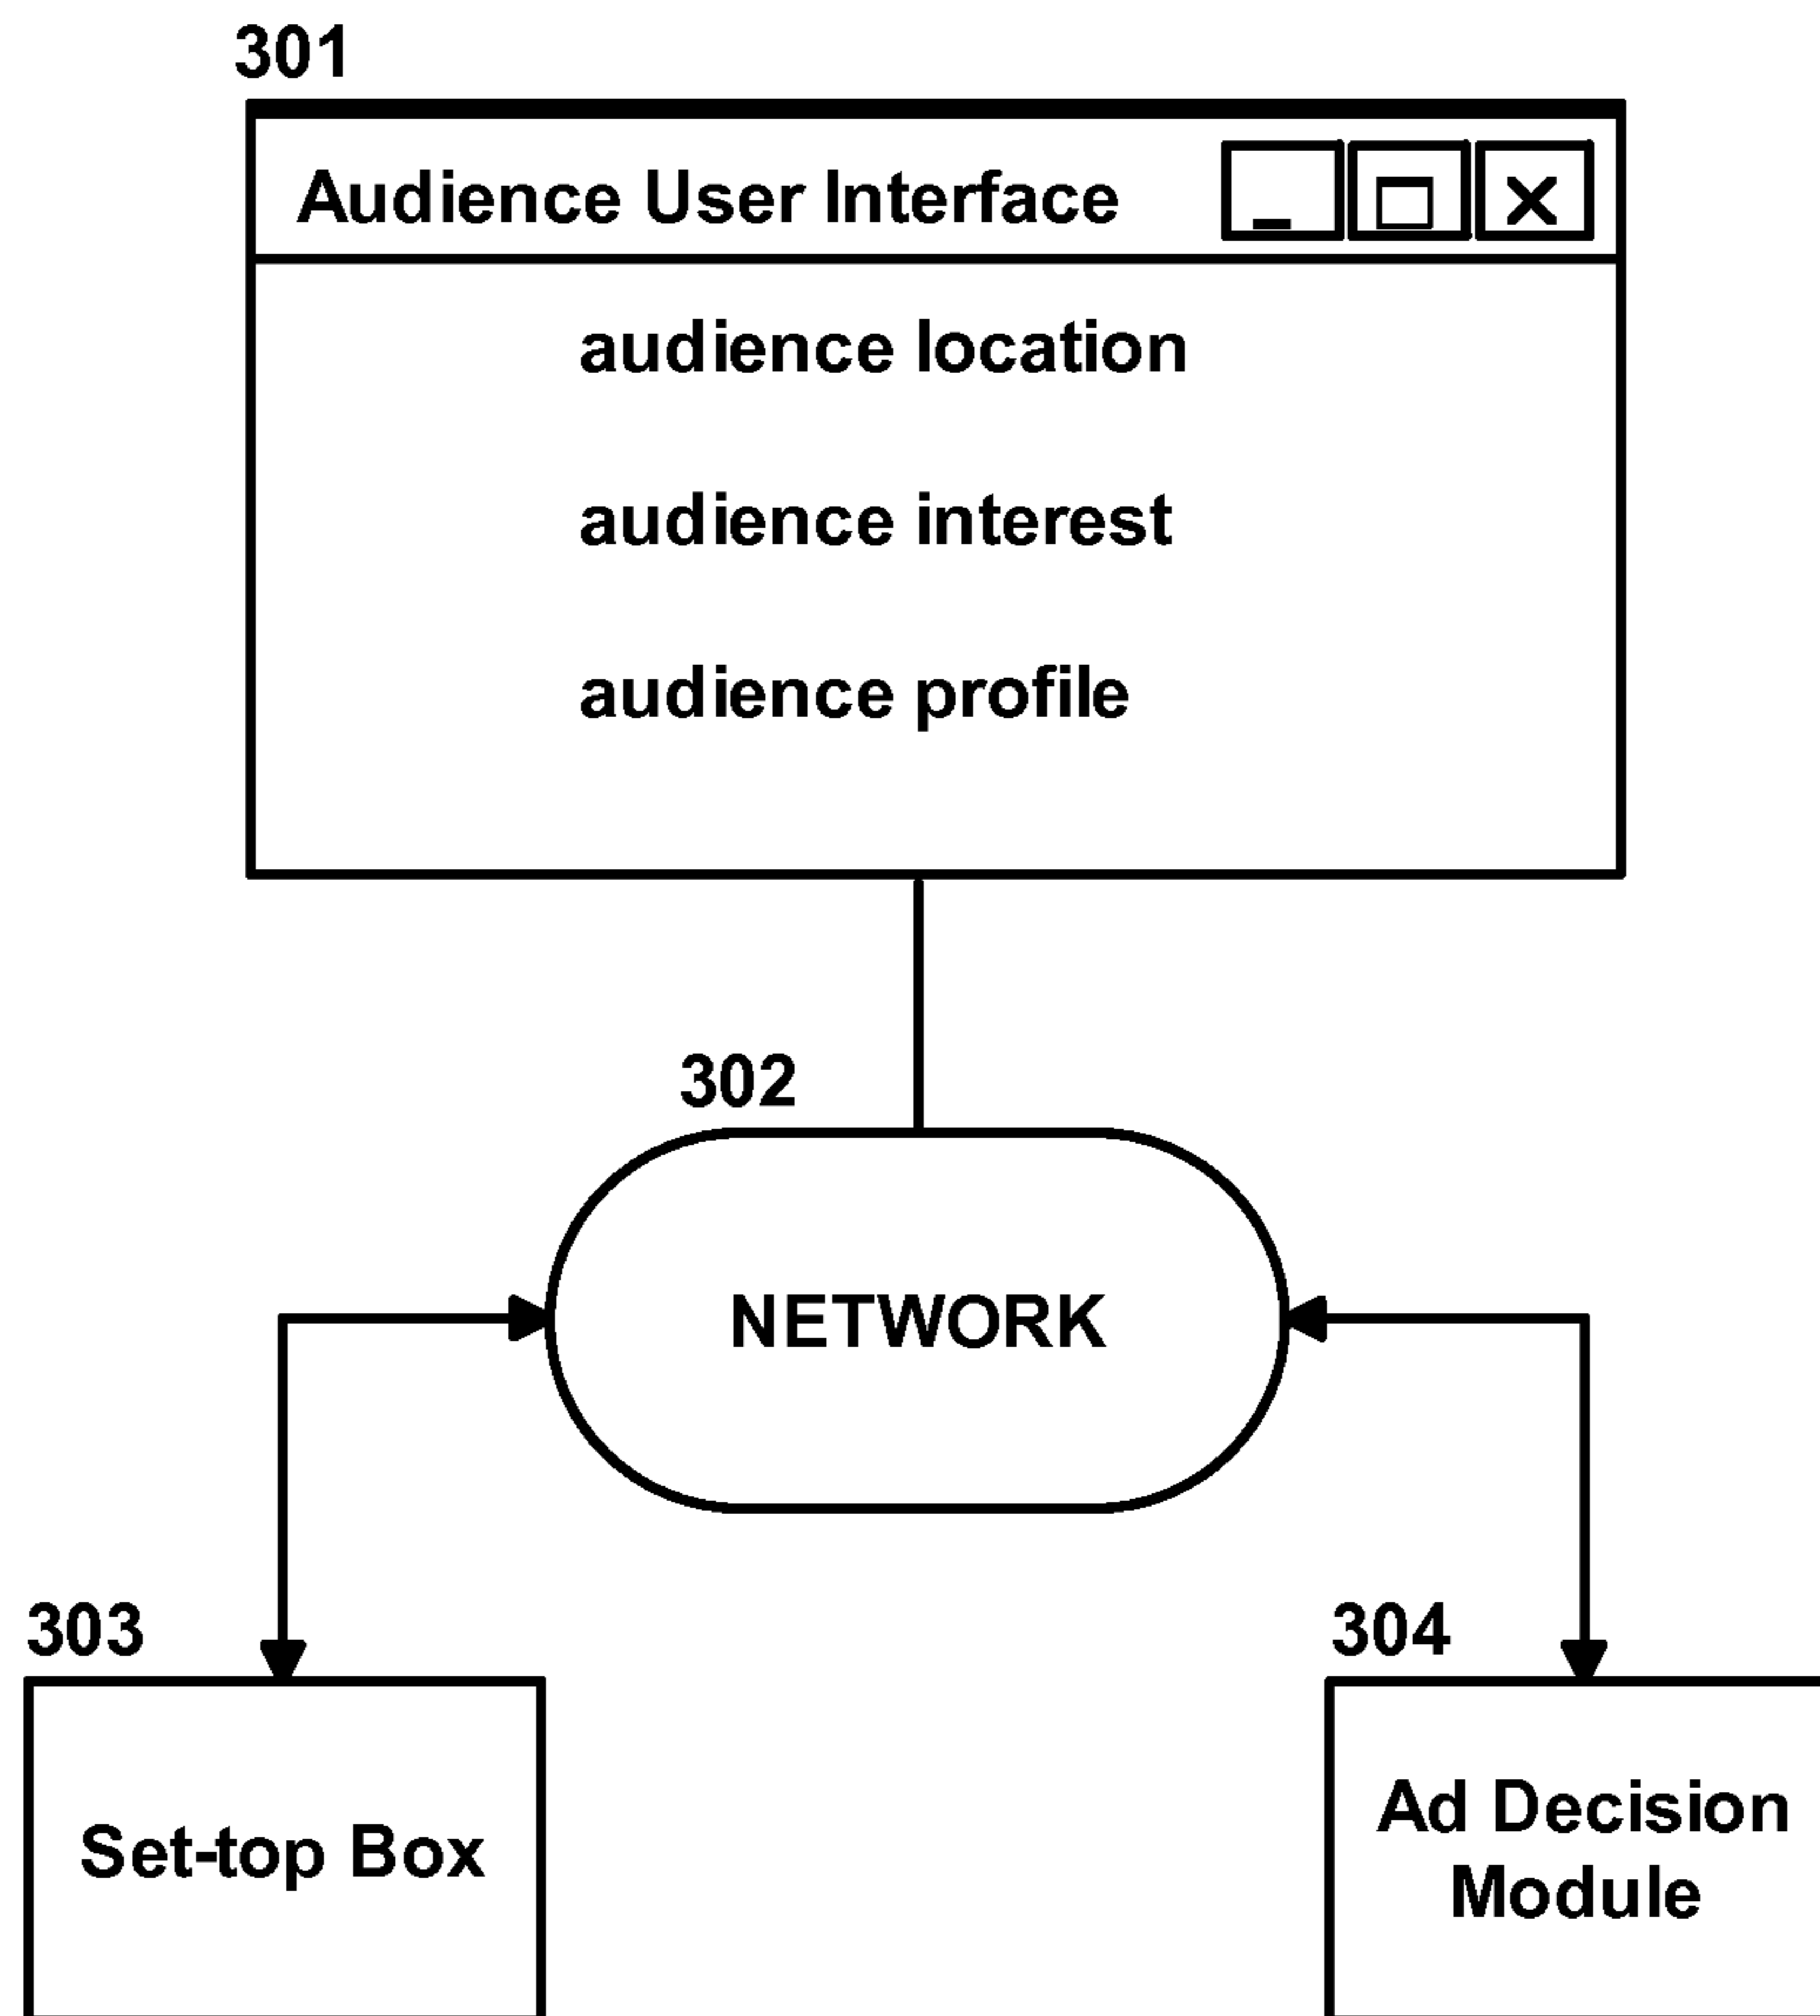 301
Audience User Interface
audience location
audience interest
audience profile
302
NETWORK
303
304
Set-top Box
Ad Decision
Module